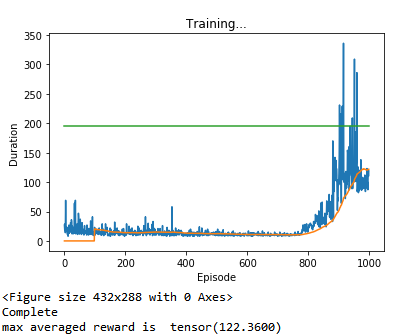 Training...
350
300
250
200
150
100
50
0
Duration
0
200
400
600
800
1000
Episode
<Figure size 432x288 with 0 Axes>
Complete
max averaged reward is  tensor(122.3600)